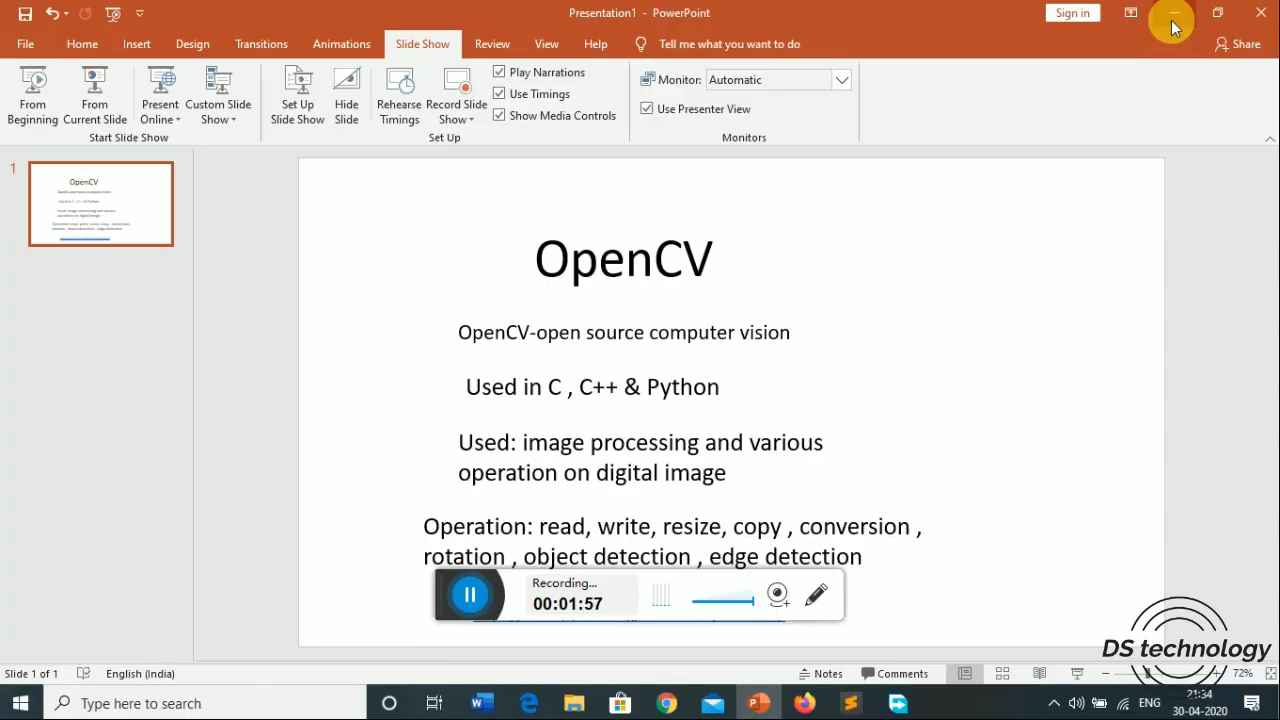 Presentation1 - PowerPoint
Sign in
File Home Insert Design Transitions Animations Slide Show Review View Help Tell me what you want to do Share
From Beginning
From Current Slide
Present Online
Custom Slide Show
Start Slide Show
Set Up Slide Show
Hide Slide
Rehearse Timings
Record Slide Show
Play Narrations
Use Timings
Show Media Controls
Set Up
Monitor: Automatic
Use Presenter View
Monitors
1
OpenCV
OpenCV-open source computer vision
Used in C , C++ & Python
Used: image processing and various
operation on digital image
Operation: read, write, resize, copy , conversion ,
rotation , object detection , edge detection
Recording...
00:01:57
DS technology
Slide 1 of 1 English (India) Notes Comments 72%
Type here to search
ENG
21:34
30-04-2020